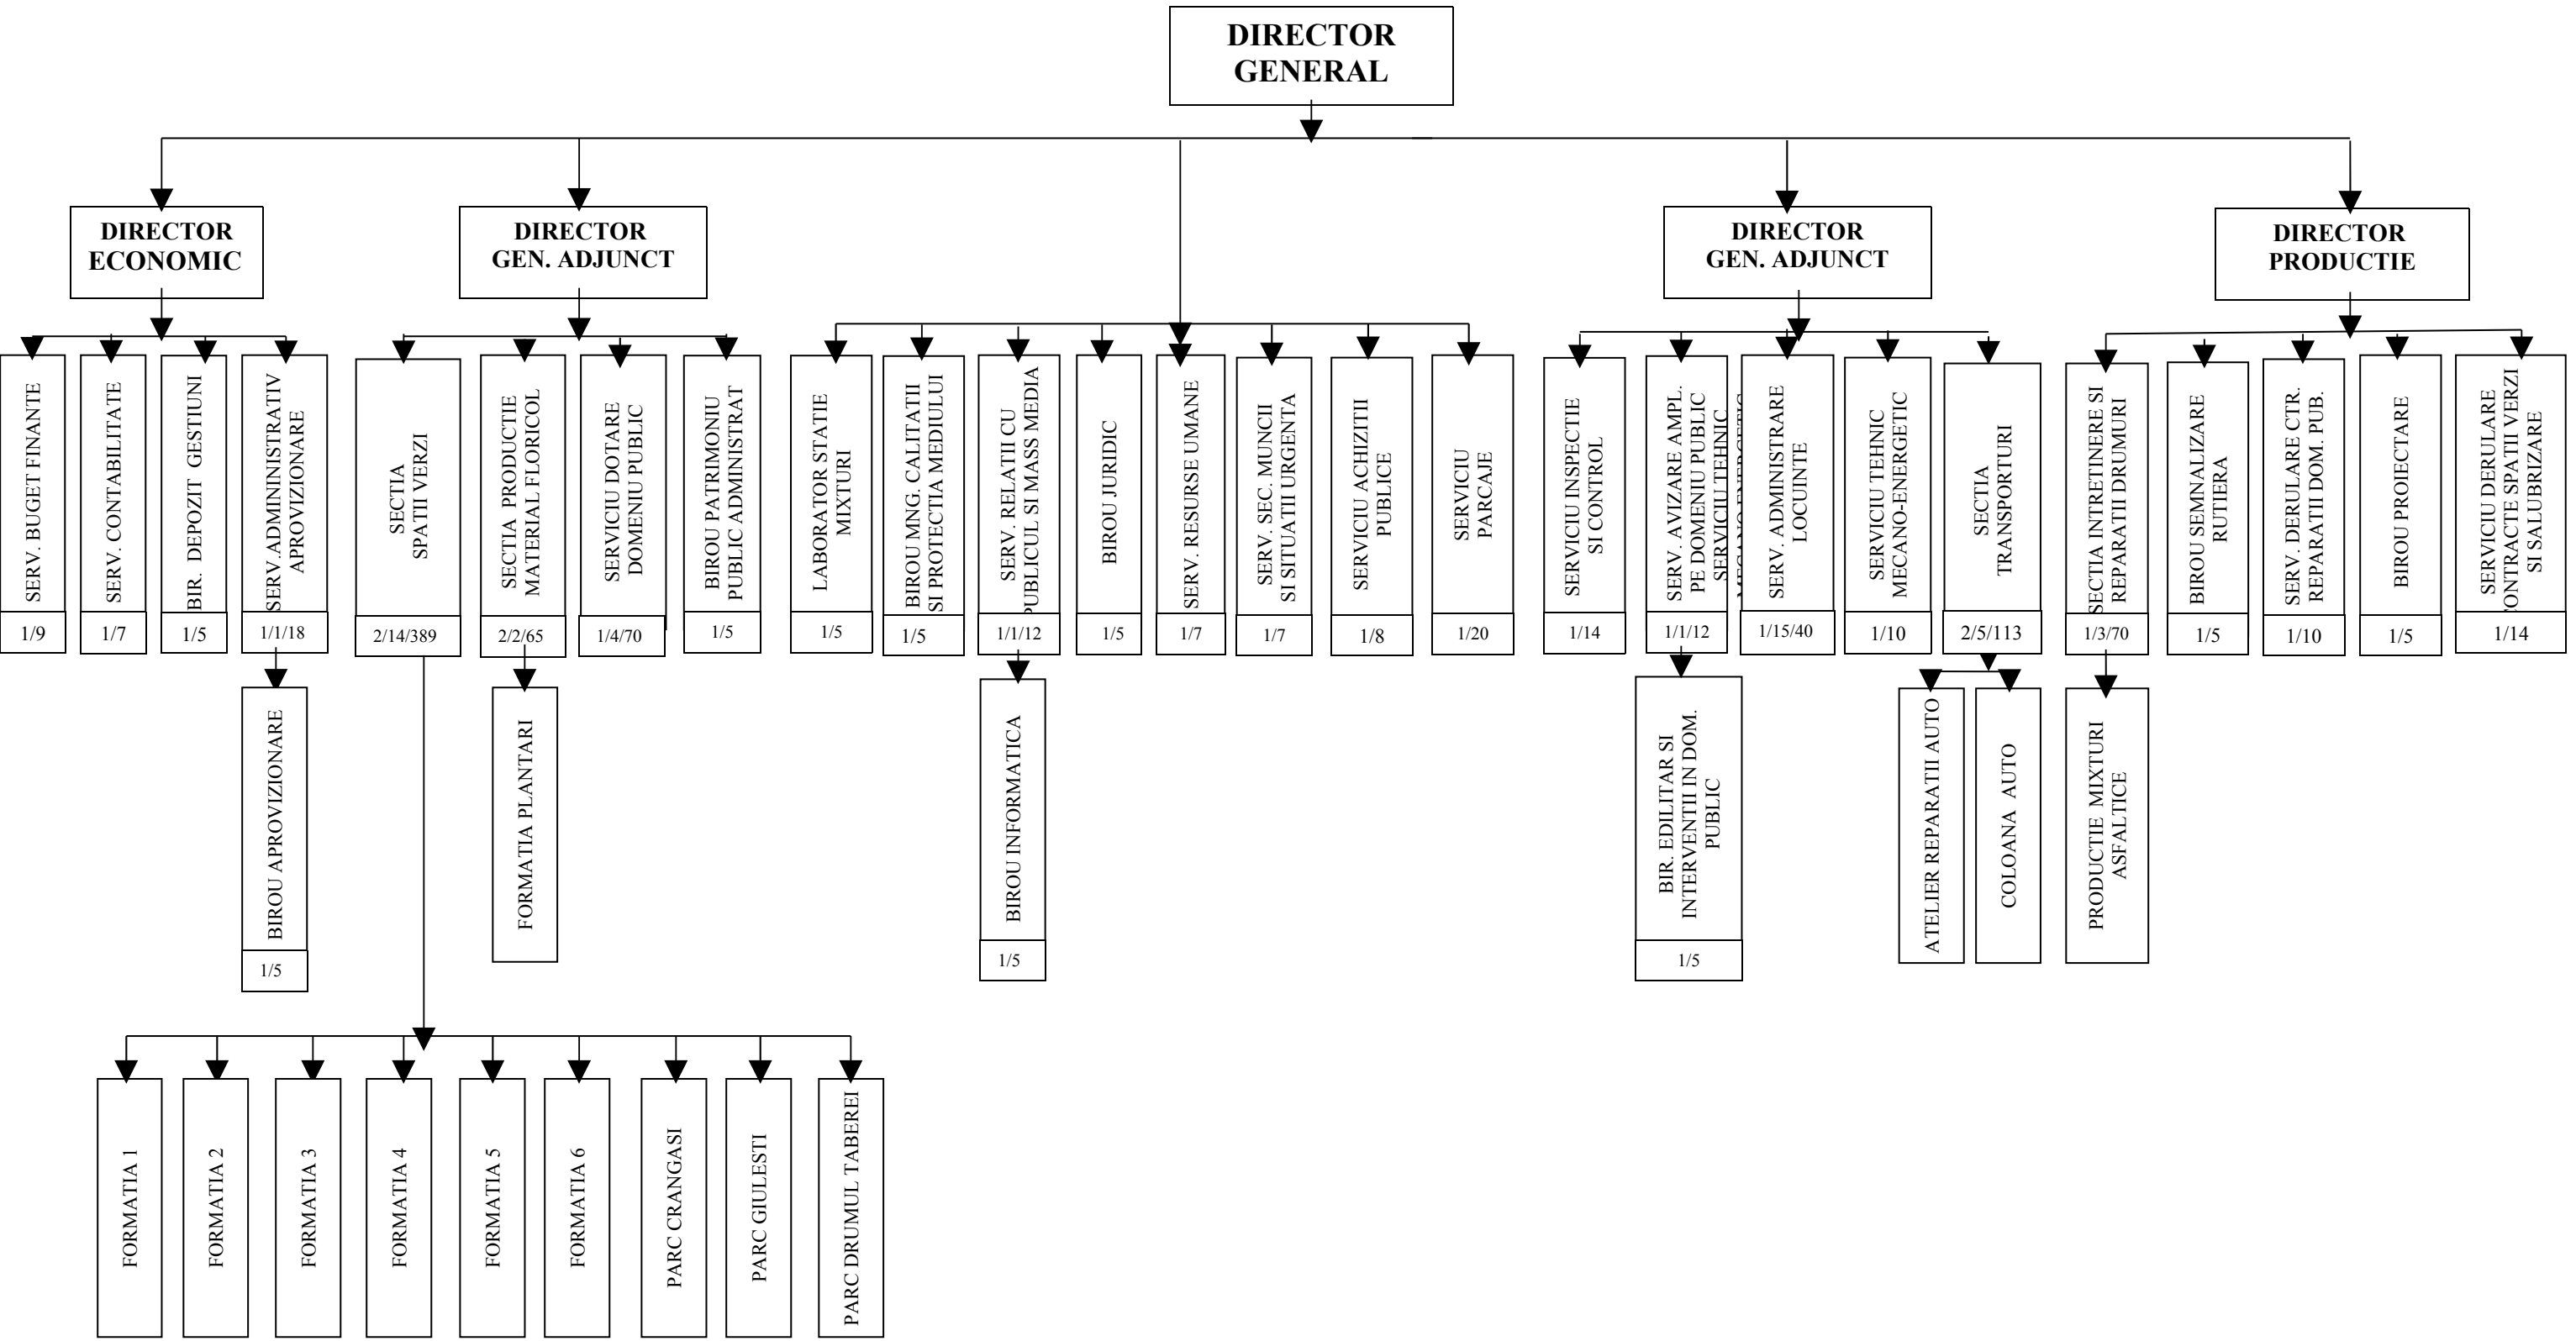 DIRECTOR
GENERAL
DIRECTOR
ECONOMIC
DIRECTOR
GEN. ADJUNCT
DIRECTOR
GEN. ADJUNCT
DIRECTOR
PRODUCTIE
SERV. BUGET FINANTE
1/9
SERV. CONTABILITATE
1/7
BIR. DEPOZIT GESTIUNI
1/5
SERV.ADMININISTRATIV
APROVIZIONARE
1/1/18
SECTIA
SPATII VERZI
2/14/389
SECTIA PRODUCTIE
MATERIAL FLORICOL
2/2/65
SERVICIU DOTARE
DOMENIU PUBLIC
1/4/70
BIROU PATRIMONIU
PUBLIC ADMINISTRAT
1/5
LABORATOR STATIE
MIXTURI
1/5
BIROU MNG. CALITATII
SI PROTECTIA MEDIULUI
1/5
SERV. RELATII CU
PUBLICUL SI MASS MEDIA
1/1/12
BIROU JURIDIC
1/5
SERV. RESURSE UMANE
1/7
SERV. SEC. MUNCII
SI SITUATII URGENTA
1/7
SERVICIU ACHIZITII
PUBLICE
1/8
SERVICIU
PARCAJE
1/20
SERVICIU INSPECTIE
SI CONTROL
1/14
SERV. AVIZARE AMPL.
PE DOMENIU PUBLIC
SERVICIU TEHNIC
MECANO-ENERGETIC
1/1/12
SERV. ADMINISTRARE
LOCUINTE
1/15/40
SERVICIU TEHNIC
MECANO-ENERGETIC
1/10
SECTIA
TRANSPORTURI
2/5/113
SECTIA INTRETINERE SI
REPARATII DRUMURI
1/3/70
BIROU SEMNALIZARE
RUTIERA
1/5
SERV. DERULARE CTR.
REPARATII DOM. PUB.
1/10
BIROU PROIECTARE
1/5
SERVICIU DERULARE
CONTRACTE SPATII VERZI
SI SALUBRIZARE
1/14
BIROU APROVIZIONARE
1/5
FORMATIA PLANTARI
BIROU INFORMATICA
1/5
BIR. EDILITAR SI
INTERVENTII IN DOM.
PUBLIC
1/5
ATELIER REPARATII AUTO
COLOANA AUTO
PRODUCTIE MIXTURI
ASFALTICE
FORMATIA 1
FORMATIA 2
FORMATIA 3
FORMATIA 4
FORMATIA 5
FORMATIA 6
PARC CRANGASI
PARC GIULESTI
PARC DRUMUL TABEREI